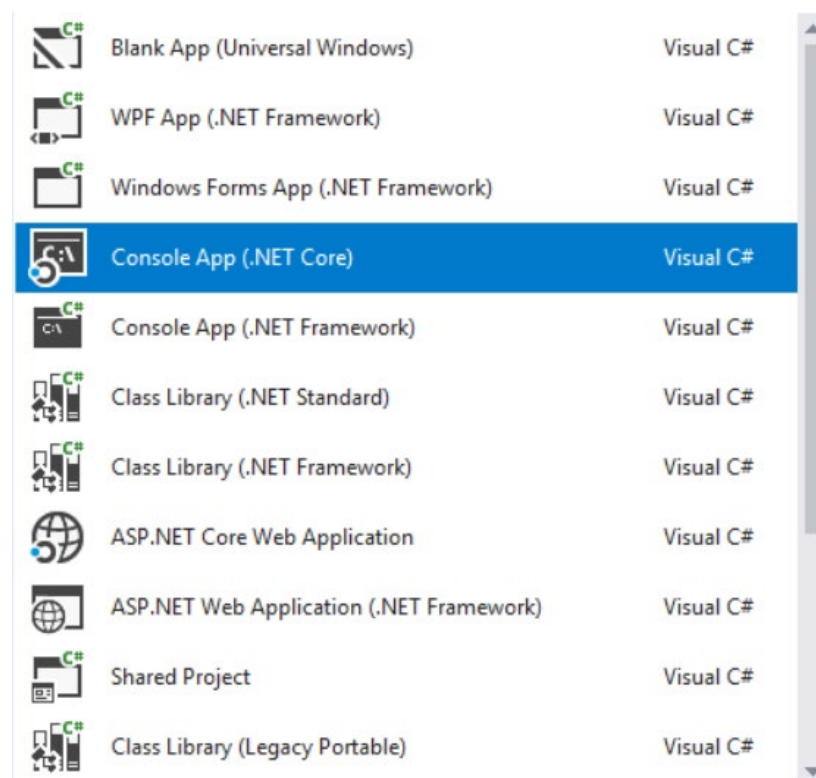 C# Blank App (Universal Windows) Visual C#
C# WPF App (.NET Framework) Visual C#
C# Windows Forms App (.NET Framework) Visual C#
C:\ Console App (.NET Core) Visual C#
C# C:\ Console App (.NET Framework) Visual C#
C# Class Library (.NET Standard) Visual C#
C# Class Library (.NET Framework) Visual C#
ASP.NET Core Web Application Visual C#
ASP.NET Web Application (.NET Framework) Visual C#
C# Shared Project Visual C#
C# Class Library (Legacy Portable) Visual C#